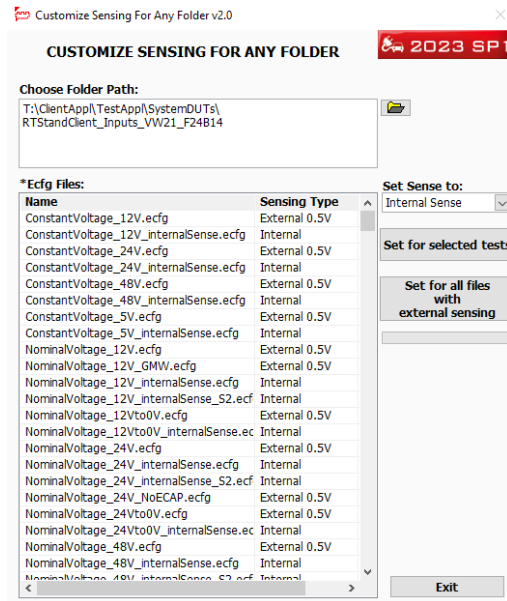 Customize Sensing For Any Folder v2.0
CUSTOMIZE SENSING FOR ANY FOLDER
2023 SP1
Choose Folder Path:
T:\ClientAppl\TestAppl\SystemDUTs\
RTStandClient_Inputs_VW21_F24B14
*Ecfg Files:
Set Sense to:
Name Sensing Type
Internal Sense
ConstantVoltage_12V.ecfg External 0.5V
ConstantVoltage_12V_internalSense.ecfg Internal
ConstantVoltage_24V.ecfg External 0.5V
ConstantVoltage_24V_internalSense.ecfg Internal
ConstantVoltage_48V.ecfg External 0.5V
ConstantVoltage_48V_internalSense.ecfg Internal
ConstantVoltage_5V.ecfg External 0.5V
ConstantVoltage_5V_internalSense.ecfg Internal
NominalVoltage_12V.ecfg External 0.5V
NominalVoltage_12V_GMW.ecfg External 0.5V
NominalVoltage_12V_internalSense.ecfg Internal
NominalVoltage_12V_internalSense_S2.ecf Internal
NominalVoltage_12Vto0V.ecfg External 0.5V
NominalVoltage_12Vto0V_internalSense.ec Internal
NominalVoltage_24V.ecfg External 0.5V
NominalVoltage_24V_internalSense.ecfg Internal
NominalVoltage_24V_internalSense_S2.ecf Internal
NominalVoltage_24V_NoECAP.ecfg External 0.5V
NominalVoltage_24Vto0V.ecfg External 0.5V
NominalVoltage_24Vto0V_internalSense.ec Internal
NominalVoltage_48V.ecfg External 0.5V
NominalVoltage_48V_internalSense.ecfg Internal
NominalVoltage_48V_internalSense_S2.ecf Internal
Set for selected tests
Set for all files
with
external sensing
Exit